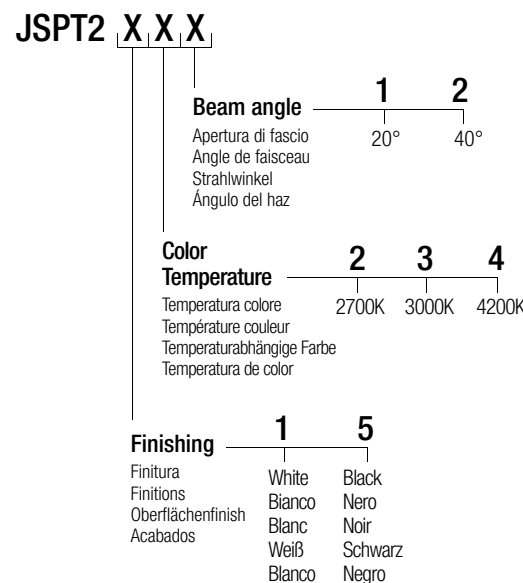 JSPT2 X X X
Beam angle 1 2
Apertura di fascio 20° 40°
Angle de faisceau
Strahlwinkel
Ángulo del haz
Color
Temperature 2 3 4
Temperatura colore 2700K 3000K 4200K
Température couleur
Temperaturabhängige Farbe
Temperatura de color
Finishing 1 5
Finitura White Black
Finitions Bianco Nero
Oberflächenfinish Blanc Noir
Acabados Weiß Schwarz
Blanco Negro